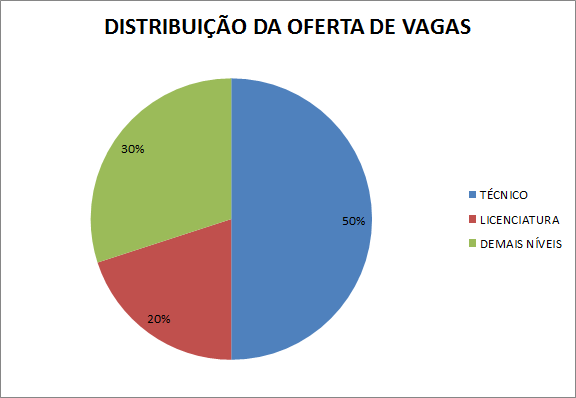 DISTRIBUIÇÃO DA OFERTA DE VAGAS
30%
50%
20%
TÉCNICO
LICENCIATURA
DEMAIS NÍVEIS